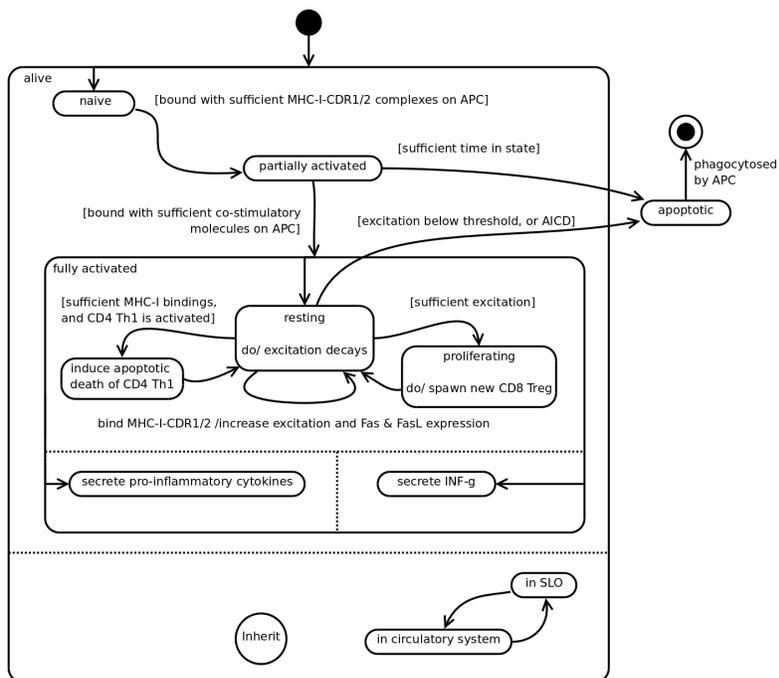 alive
naive
[bound with sufficient MHC-I-CDR1/2 complexes on APC]
[sufficient time in state]
partially activated
phagocytosed
by APC
apoptotic
[bound with sufficient co-stimulatory
molecules on APC]
[excitation below threshold, or AICD]
fully activated
[sufficient MHC-I bindings,
and CD4 Th1 is activated]
resting
do/ excitation decays
[sufficient excitation]
proliferating
do/ spawn new CD8 Treg
induce apoptotic
death of CD4 Th1
bind MHC-I-CDR1/2 /increase excitation and Fas & FasL expression
secrete pro-inflammatory cytokines
secrete INF-g
in SLO
Inherit
in circulatory system